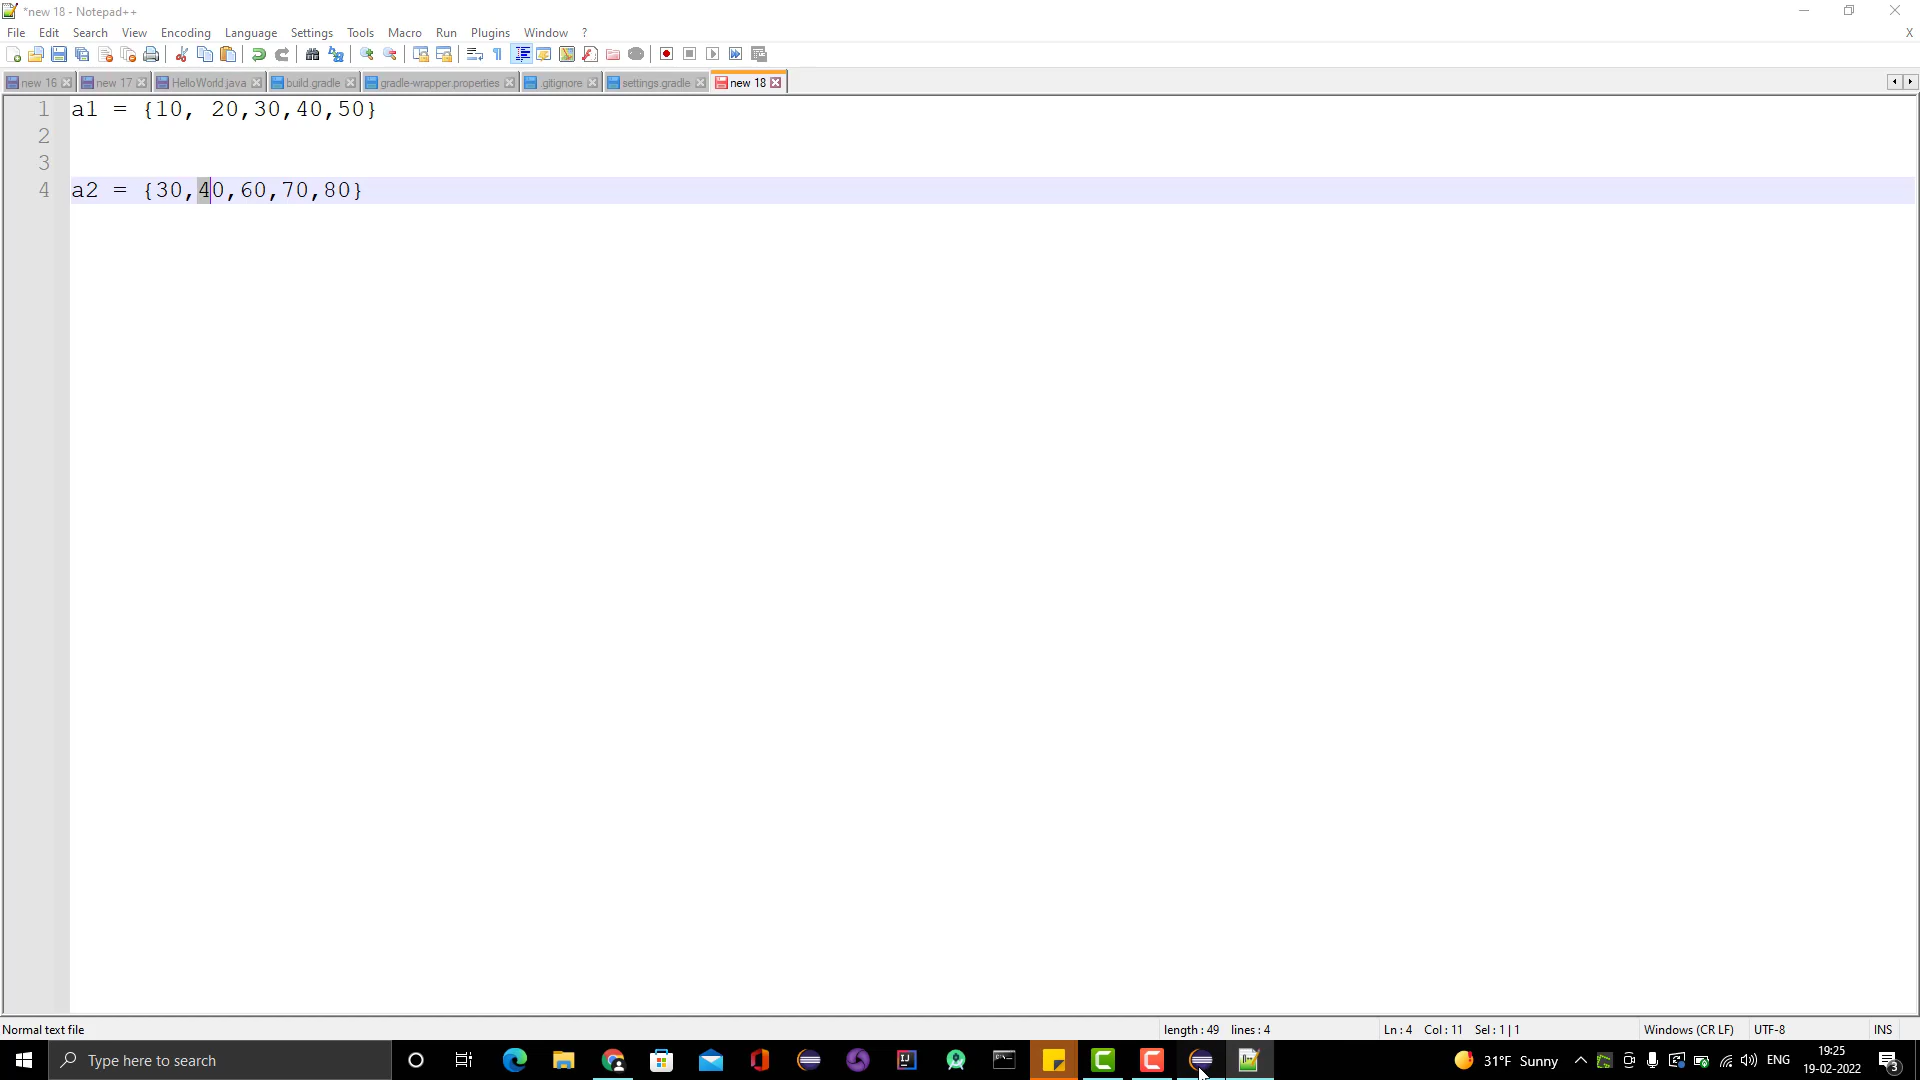 *new 18 - Notepad++
File Edit Search View Encoding Language Settings Tools Macro Run Plugins Window ? X
new 16 new 17 HelloWorld.java build.gradle gradle-wrapper.properties .gitignore settings.gradle new 18
1 a1 = {10, 20,30,40,50}
2
3
4 a2 = {30,40,60,70,80}
Normal text file length : 49 lines : 4 Ln : 4 Col : 11 Sel : 1 | 1 Windows (CR LF) UTF-8 INS
Type here to search 31°F Sunny ENG 19:25
19-02-2022 3